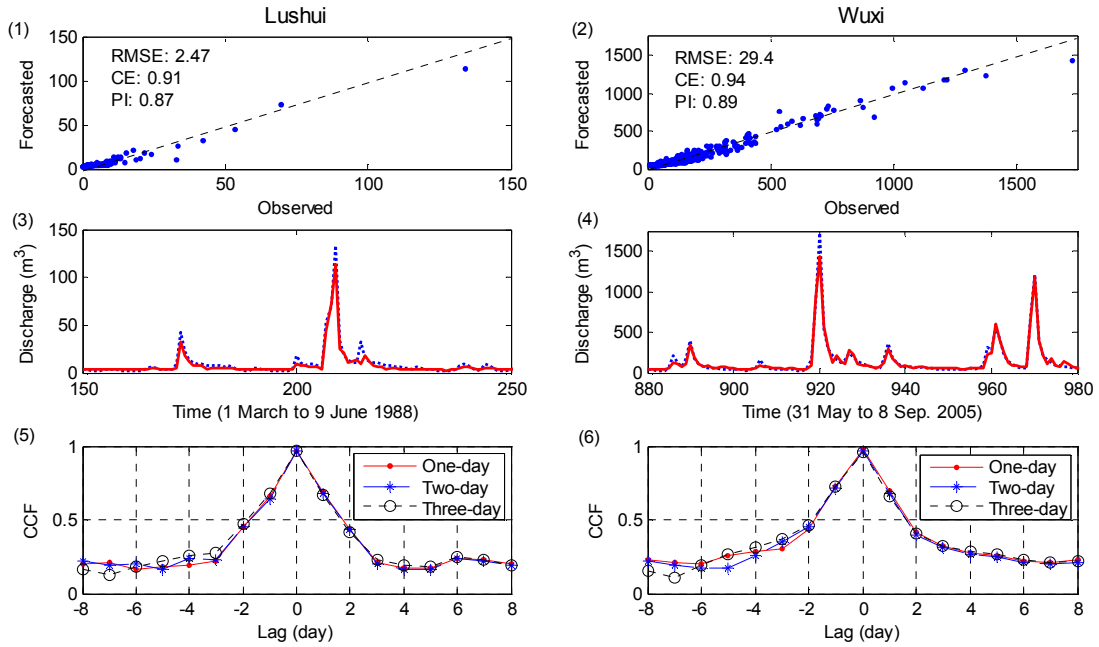 Lushui
Wuxi
(1)
150
100
50
0
Forecasted
RMSE: 2.47
CE: 0.91
PI: 0.87
0
50
100
150
Observed
(2)
1500
1000
500
0
Forecasted
RMSE: 29.4
CE: 0.94
PI: 0.89
0
500
1000
1500
Observed
(3)
150
100
50
0
Discharge (m³)
150
200
250
Time (1 March to 9 June 1988)
(4)
1500
1000
500
0
Discharge (m³)
880
900
920
940
960
980
Time (31 May to 8 Sep. 2005)
(5)
1
0.5
0
CCF
One-day
Two-day
Three-day
-8
-6
-4
-2
0
2
4
6
8
Lag (day)
(6)
1
0.5
0
CCF
One-day
Two-day
Three-day
-8
-6
-4
-2
0
2
4
6
8
Lag (day)